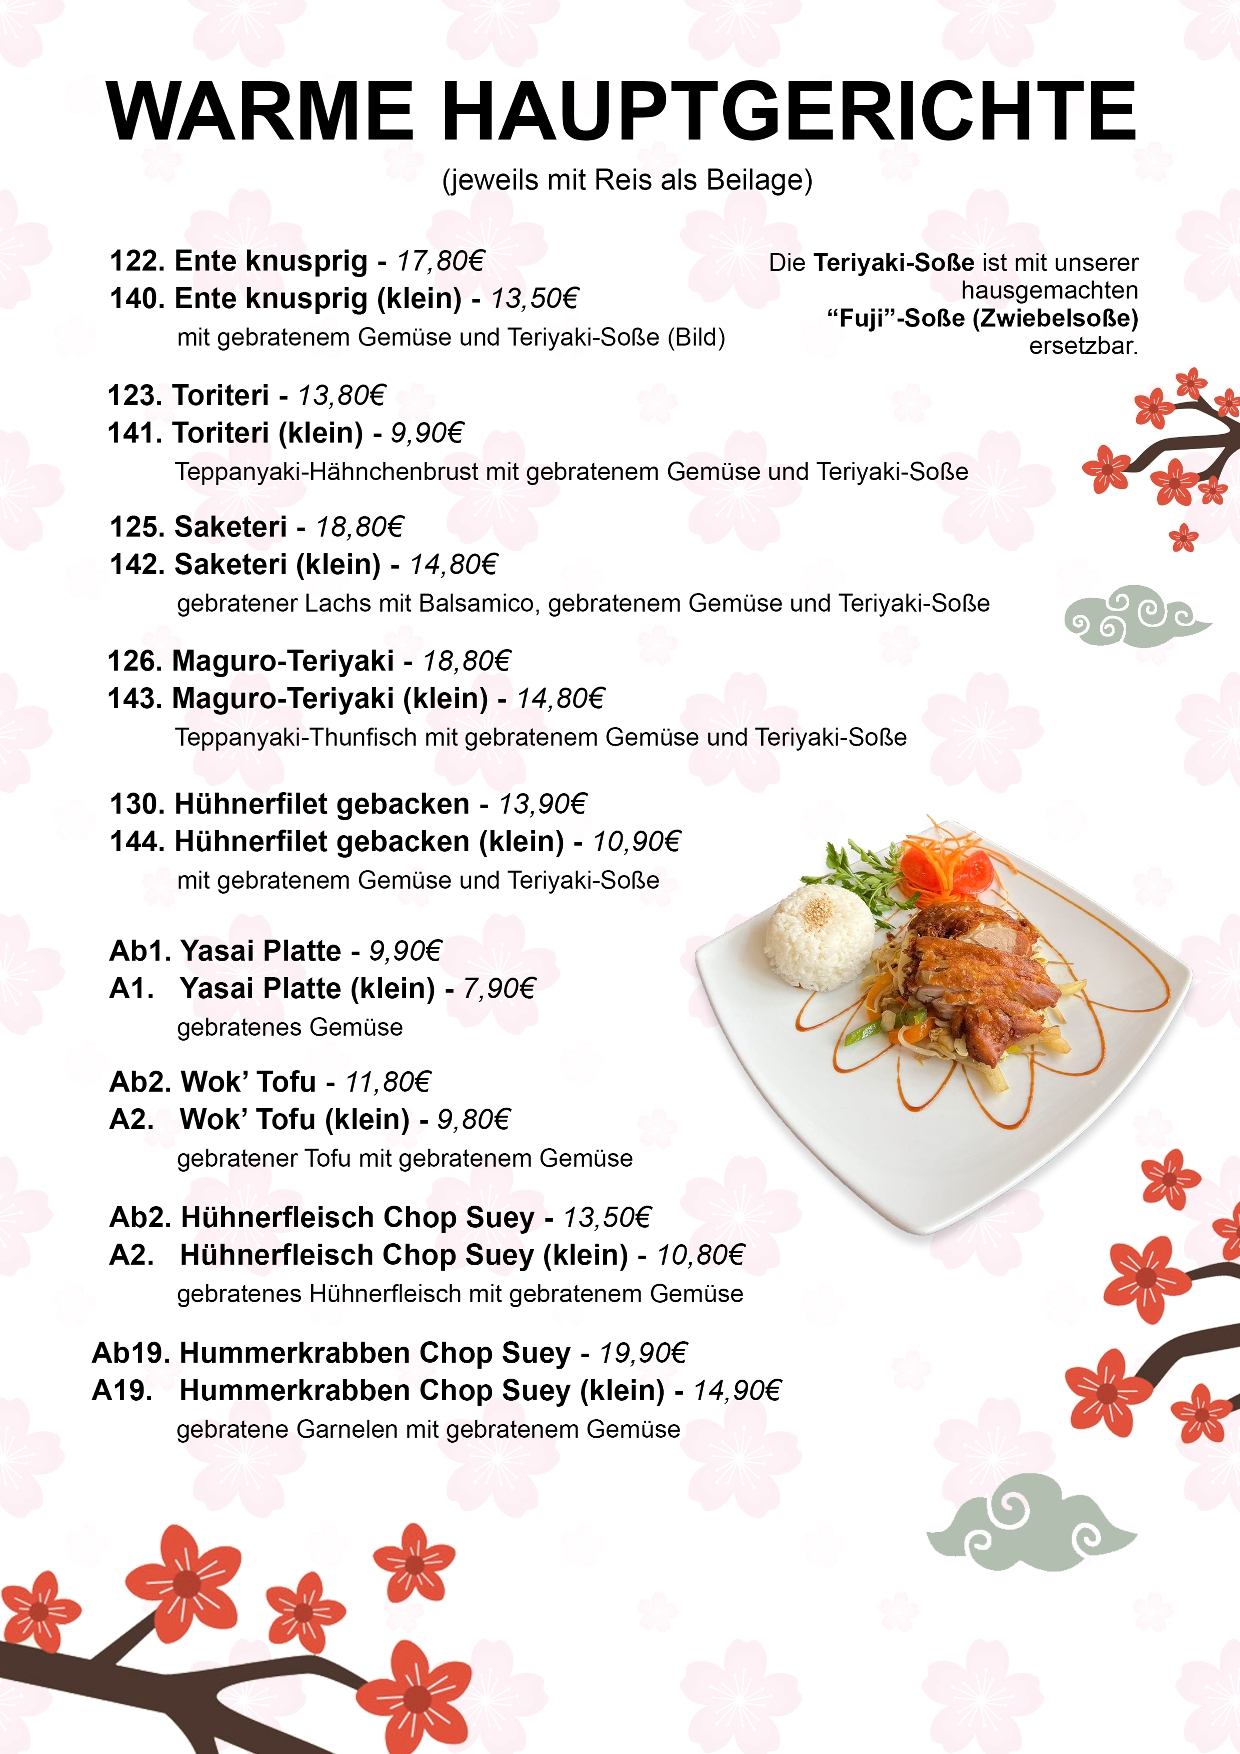 WARME HAUPTGERICHTE
(jeweils mit Reis als Beilage)
122. Ente knusprig - 17,80€
140. Ente knusprig (klein) - 13,50€
mit gebratenem Gemüse und Teriyaki-Soße (Bild)
Die Teriyaki-Soße ist mit unserer
hausgemachten
“Fuji”-Soße (Zwiebelsoße)
ersetzbar.
123. Toriteri - 13,80€
141. Toriteri (klein) - 9,90€
Teppanyaki-Hähnchenbrust mit gebratenem Gemüse und Teriyaki-Soße
125. Saketeri - 18,80€
142. Saketeri (klein) - 14,80€
gebratener Lachs mit Balsamico, gebratenem Gemüse und Teriyaki-Soße
126. Maguro-Teriyaki - 18,80€
143. Maguro-Teriyaki (klein) - 14,80€
Teppanyaki-Thunfisch mit gebratenem Gemüse und Teriyaki-Soße
130. Hühnerfilet gebacken - 13,90€
144. Hühnerfilet gebacken (klein) - 10,90€
mit gebratenem Gemüse und Teriyaki-Soße
Ab1. Yasai Platte - 9,90€
A1. Yasai Platte (klein) - 7,90€
gebratenes Gemüse
Ab2. Wok’ Tofu - 11,80€
A2. Wok’ Tofu (klein) - 9,80€
gebratener Tofu mit gebratenem Gemüse
Ab2. Hühnerfleisch Chop Suey - 13,50€
A2. Hühnerfleisch Chop Suey (klein) - 10,80€
gebratenes Hühnerfleisch mit gebratenem Gemüse
Ab19. Hummerkrabben Chop Suey - 19,90€
A19. Hummerkrabben Chop Suey (klein) - 14,90€
gebratene Garnelen mit gebratenem Gemüse